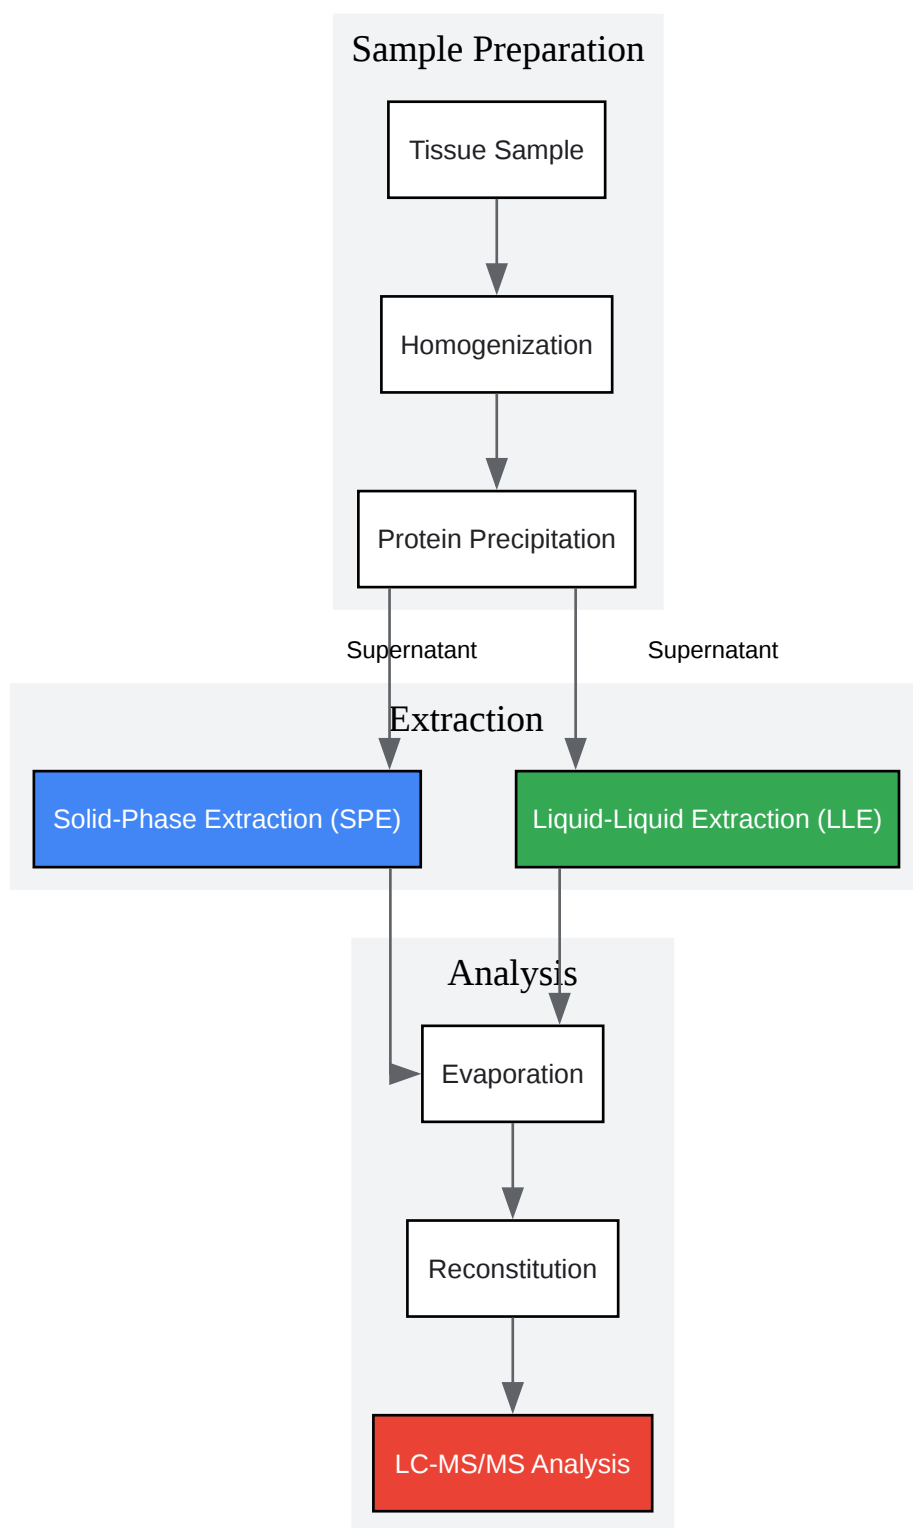 Sample Preparation
Tissue Sample
Homogenization
Protein Precipitation
Supernatant
Supernatant
Extraction
Solid-Phase Extraction (SPE)
Liquid-Liquid Extraction (LLE)
Analysis
Evaporation
Reconstitution
LC-MS/MS Analysis